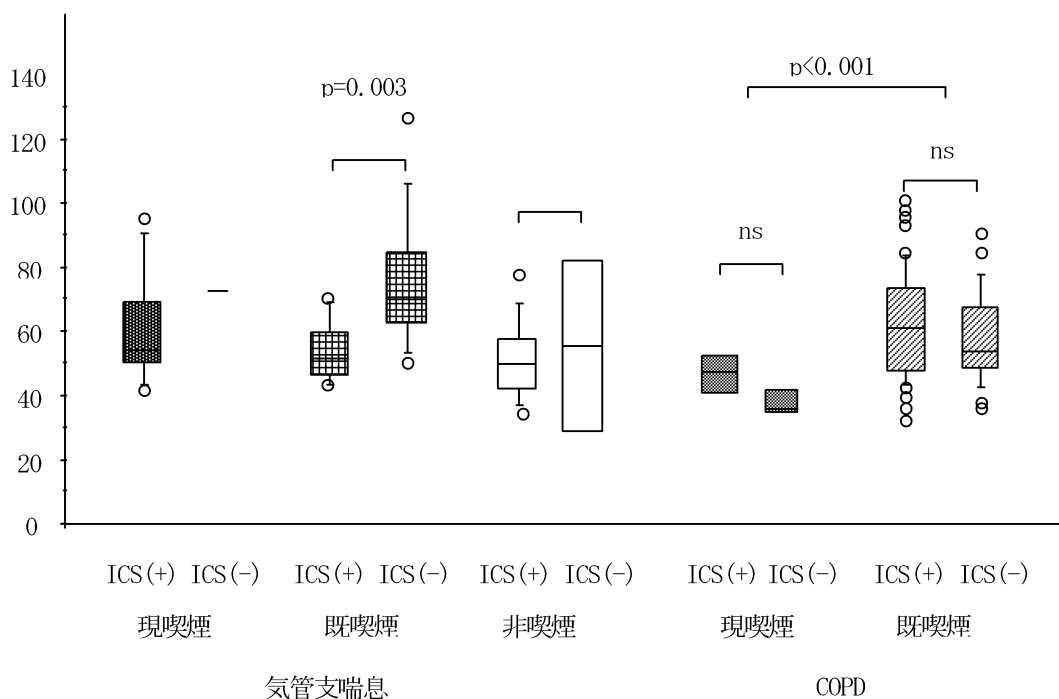 140
p<0.001
p=0.003
120
ns
100
ns
80
60
40
20
0
ICS(+) ICS(-) ICS(+) ICS(-) ICS(+) ICS(-) ICS(+) ICS(-) ICS(+) ICS(-)
現喫煙 既喫煙 非喫煙 現喫煙 既喫煙
気管支喘息 COPD